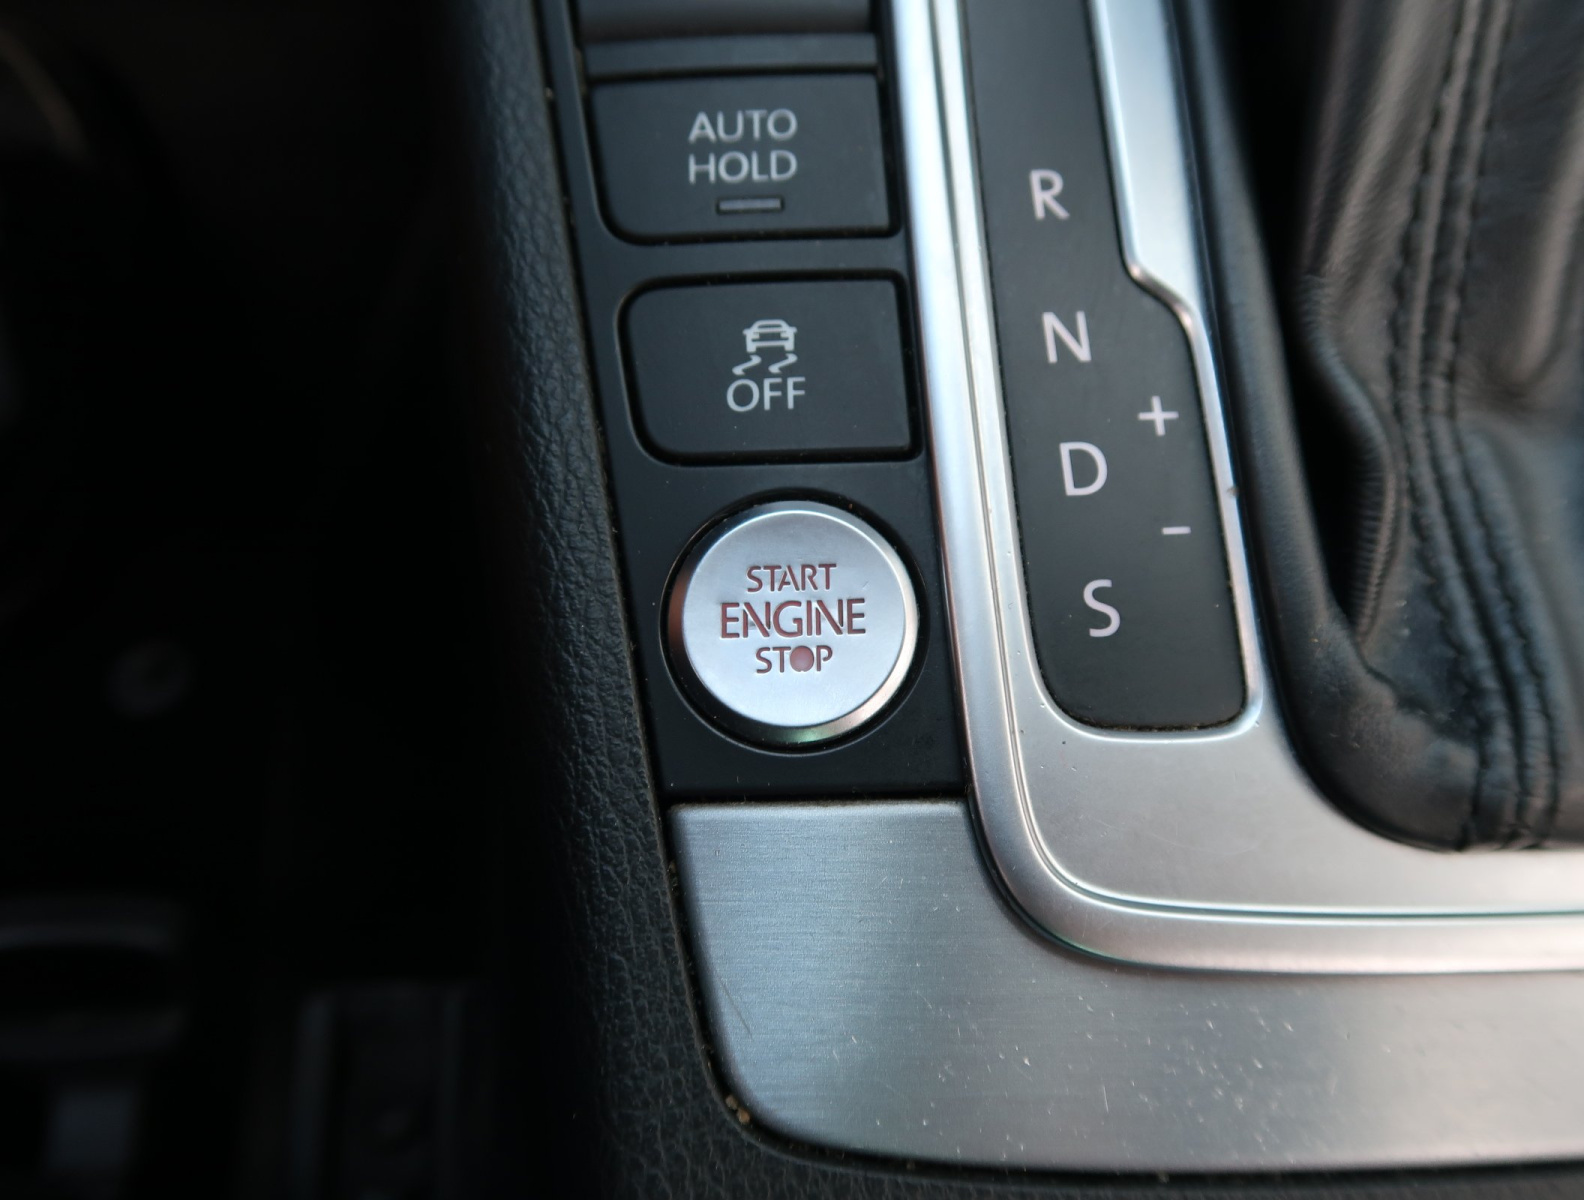 AUTO
HOLD
OFF
START
ENGINE
STOP
R
N
D
S
+
-